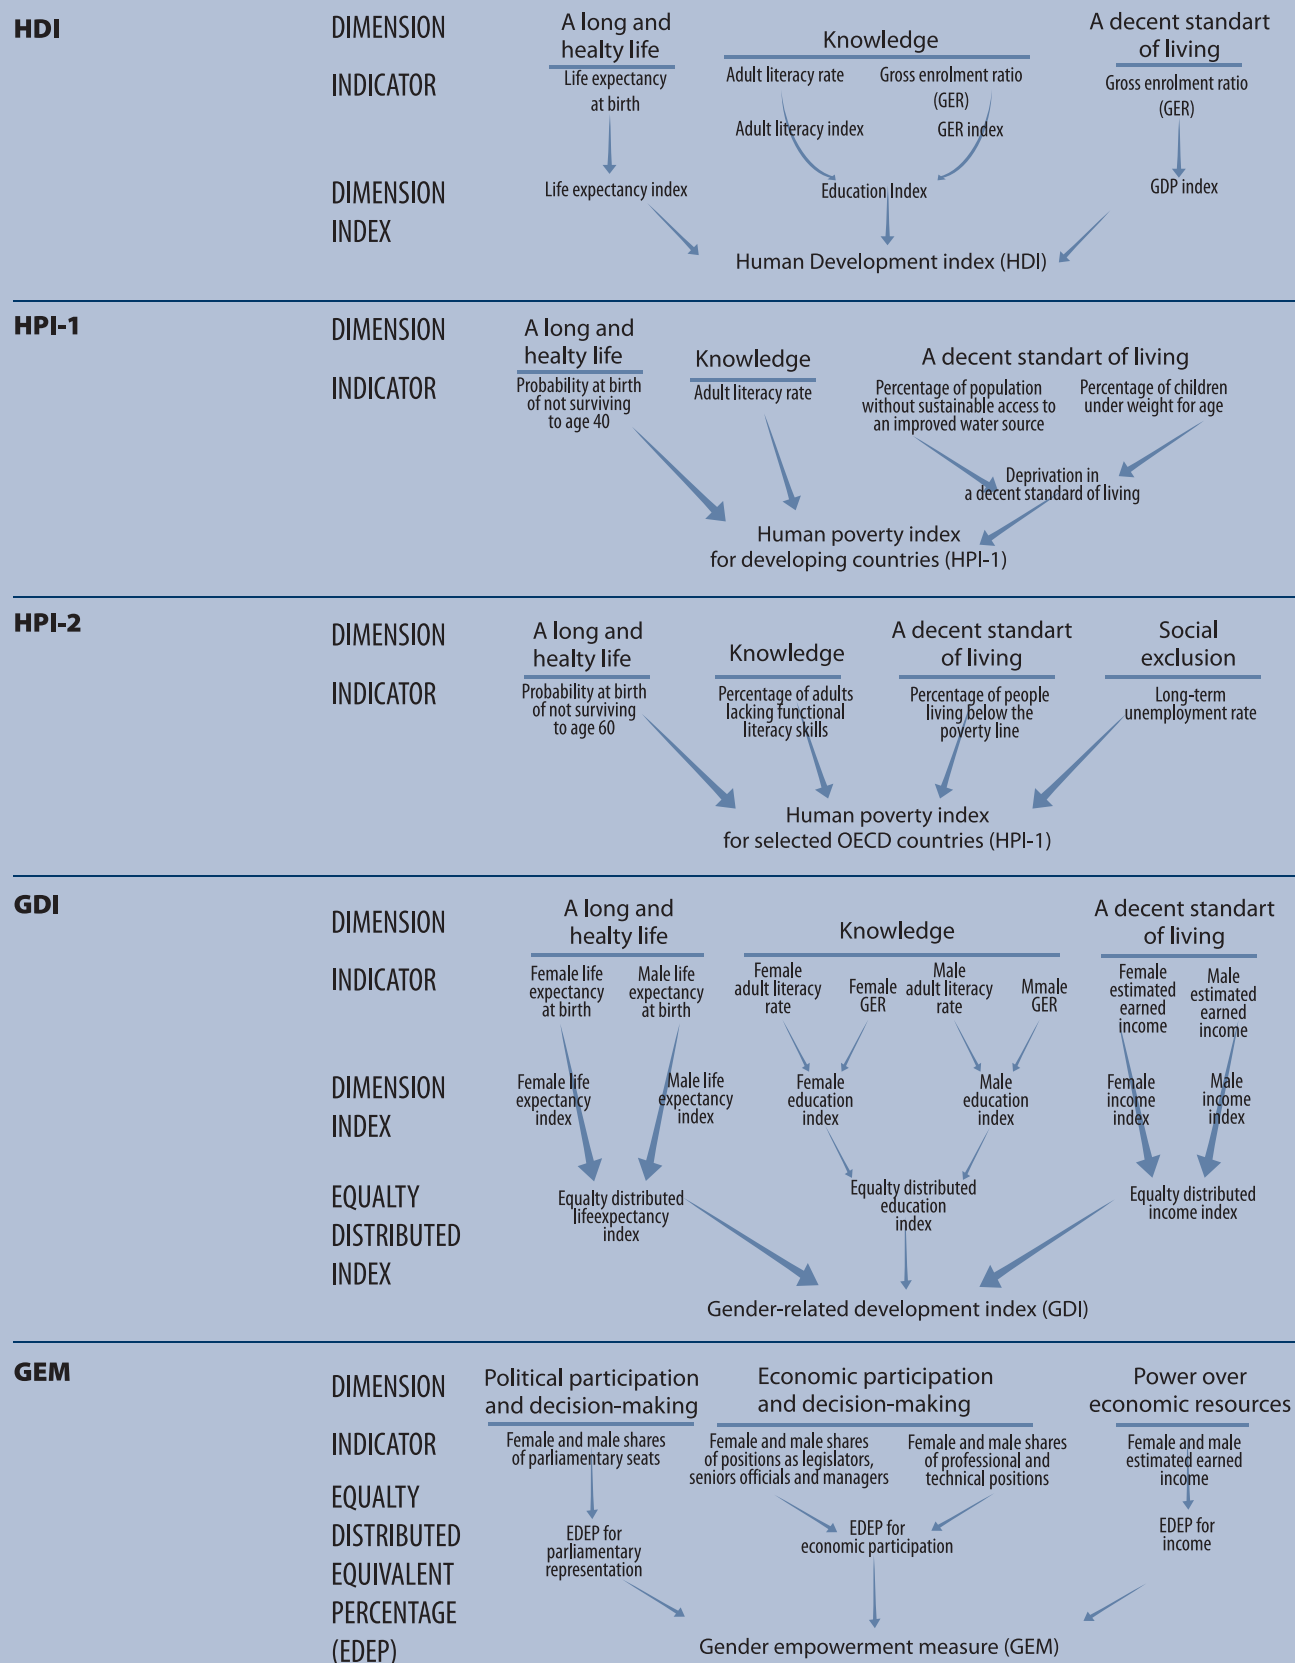 HDI
DIMENSION
A long and
healty life
Knowledge
A decent standart
of living
INDICATOR
Life expectancy
at birth
Adult literacy rate
Gross enrolment ratio
(GER)
Gross enrolment ratio
(GER)
Adult literacy index
GER index
DIMENSION
INDEX
Life expectancy index
Education Index
GDP index
Human Development index (HDI)
HPI-1
DIMENSION
A long and
healty life
Knowledge
A decent standart of living
INDICATOR
Probability at birth
of not surviving
to age 40
Adult literacy rate
Percentage of population
without sustainable access to
an improved water source
Percentage of children
under weight for age
Deprivation in
a decent standard of living
Human poverty index
for developing countries (HPI-1)
HPI-2
DIMENSION
A long and
healty life
Knowledge
A decent standart
of living
Social
exclusion
INDICATOR
Probability at birth
of not surviving
to age 60
Percentage of adults
lacking functional
literacy skills
Percentage of people
living below the
poverty line
Long-term
unemployment rate
Human poverty index
for selected OECD countries (HPI-1)
GDI
DIMENSION
A long and
healty life
Knowledge
A decent standart
of living
INDICATOR
Female life
expectancy
at birth
Male life
expectancy
at birth
Female
adult literacy
rate
Female
GER
Male
adult literacy
rate
Mmale
GER
Female
estimated
earned
income
Male
estimated
earned
income
DIMENSION
INDEX
Female life
expectancy
index
Male life
expectancy
index
Female
education
index
Male
education
index
Female
income
index
Male
income
index
EQUALTY
DISTRIBUTED
INDEX
Equalty distributed
lifeexpectancy
index
Equalty distributed
education
index
Equalty distributed
income index
Gender-related development index (GDI)
GEM
DIMENSION
Political participation
and decision-making
Economic participation
and decision-making
Power over
economic resources
INDICATOR
Female and male shares
of parliamentary seats
Female and male shares
of positions as legislators,
seniors officials and managers
Female and male shares
of professional and
technical positions
Female and male
estimated earned
income
EQUALTY
DISTRIBUTED
EQUIVALENT
PERCENTAGE
(EDEP)
EDEP for
parliamentary
representation
EDEP for
economic participation
EDEP for
income
Gender empowerment measure (GEM)